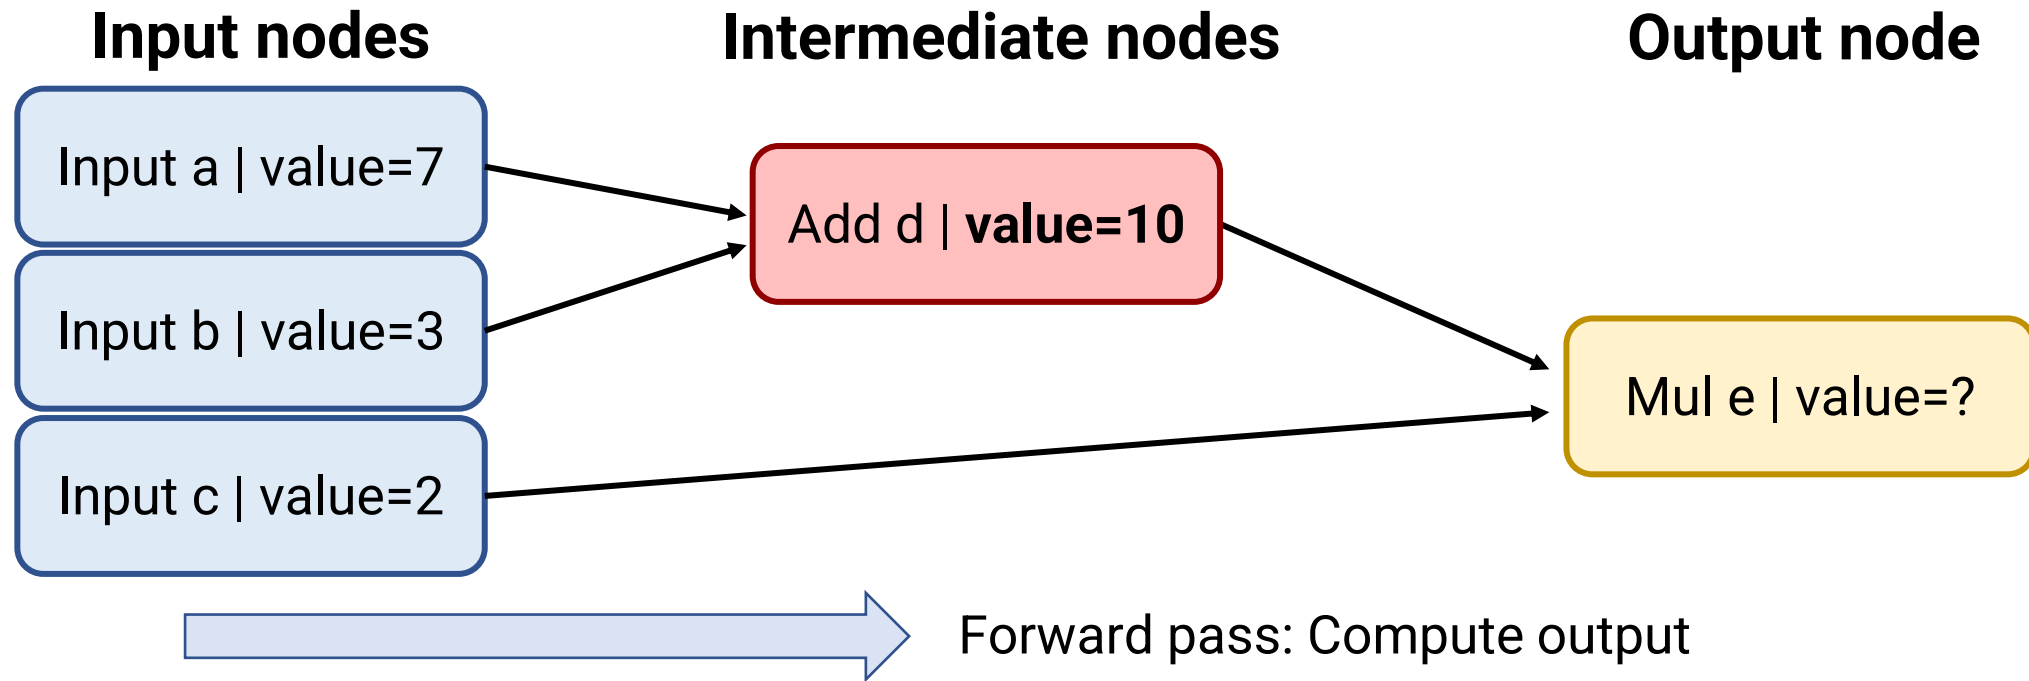 Input nodes
Intermediate nodes
Output node
Input a | value=7
Add d | value=10
Input b | value=3
Mul e | value=?
Input c | value=2
Forward pass: Compute output